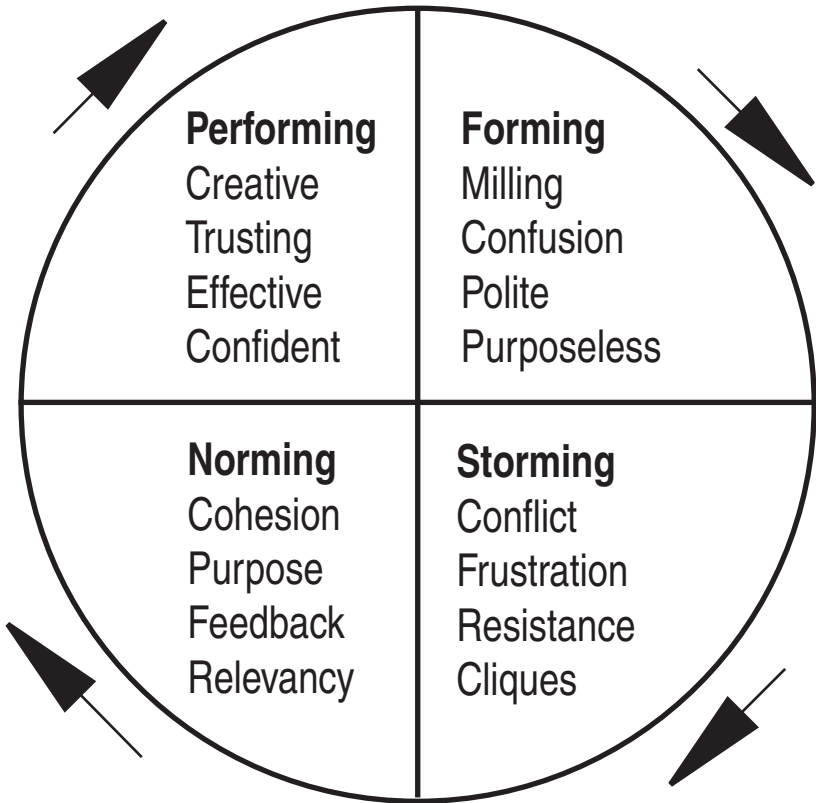 Performing
Creative
Trusting
Effective
Confident
Forming
Milling
Confusion
Polite
Purposeless
Norming
Cohesion
Purpose
Feedback
Relevancy
Storming
Conflict
Frustration
Resistance
Cliques